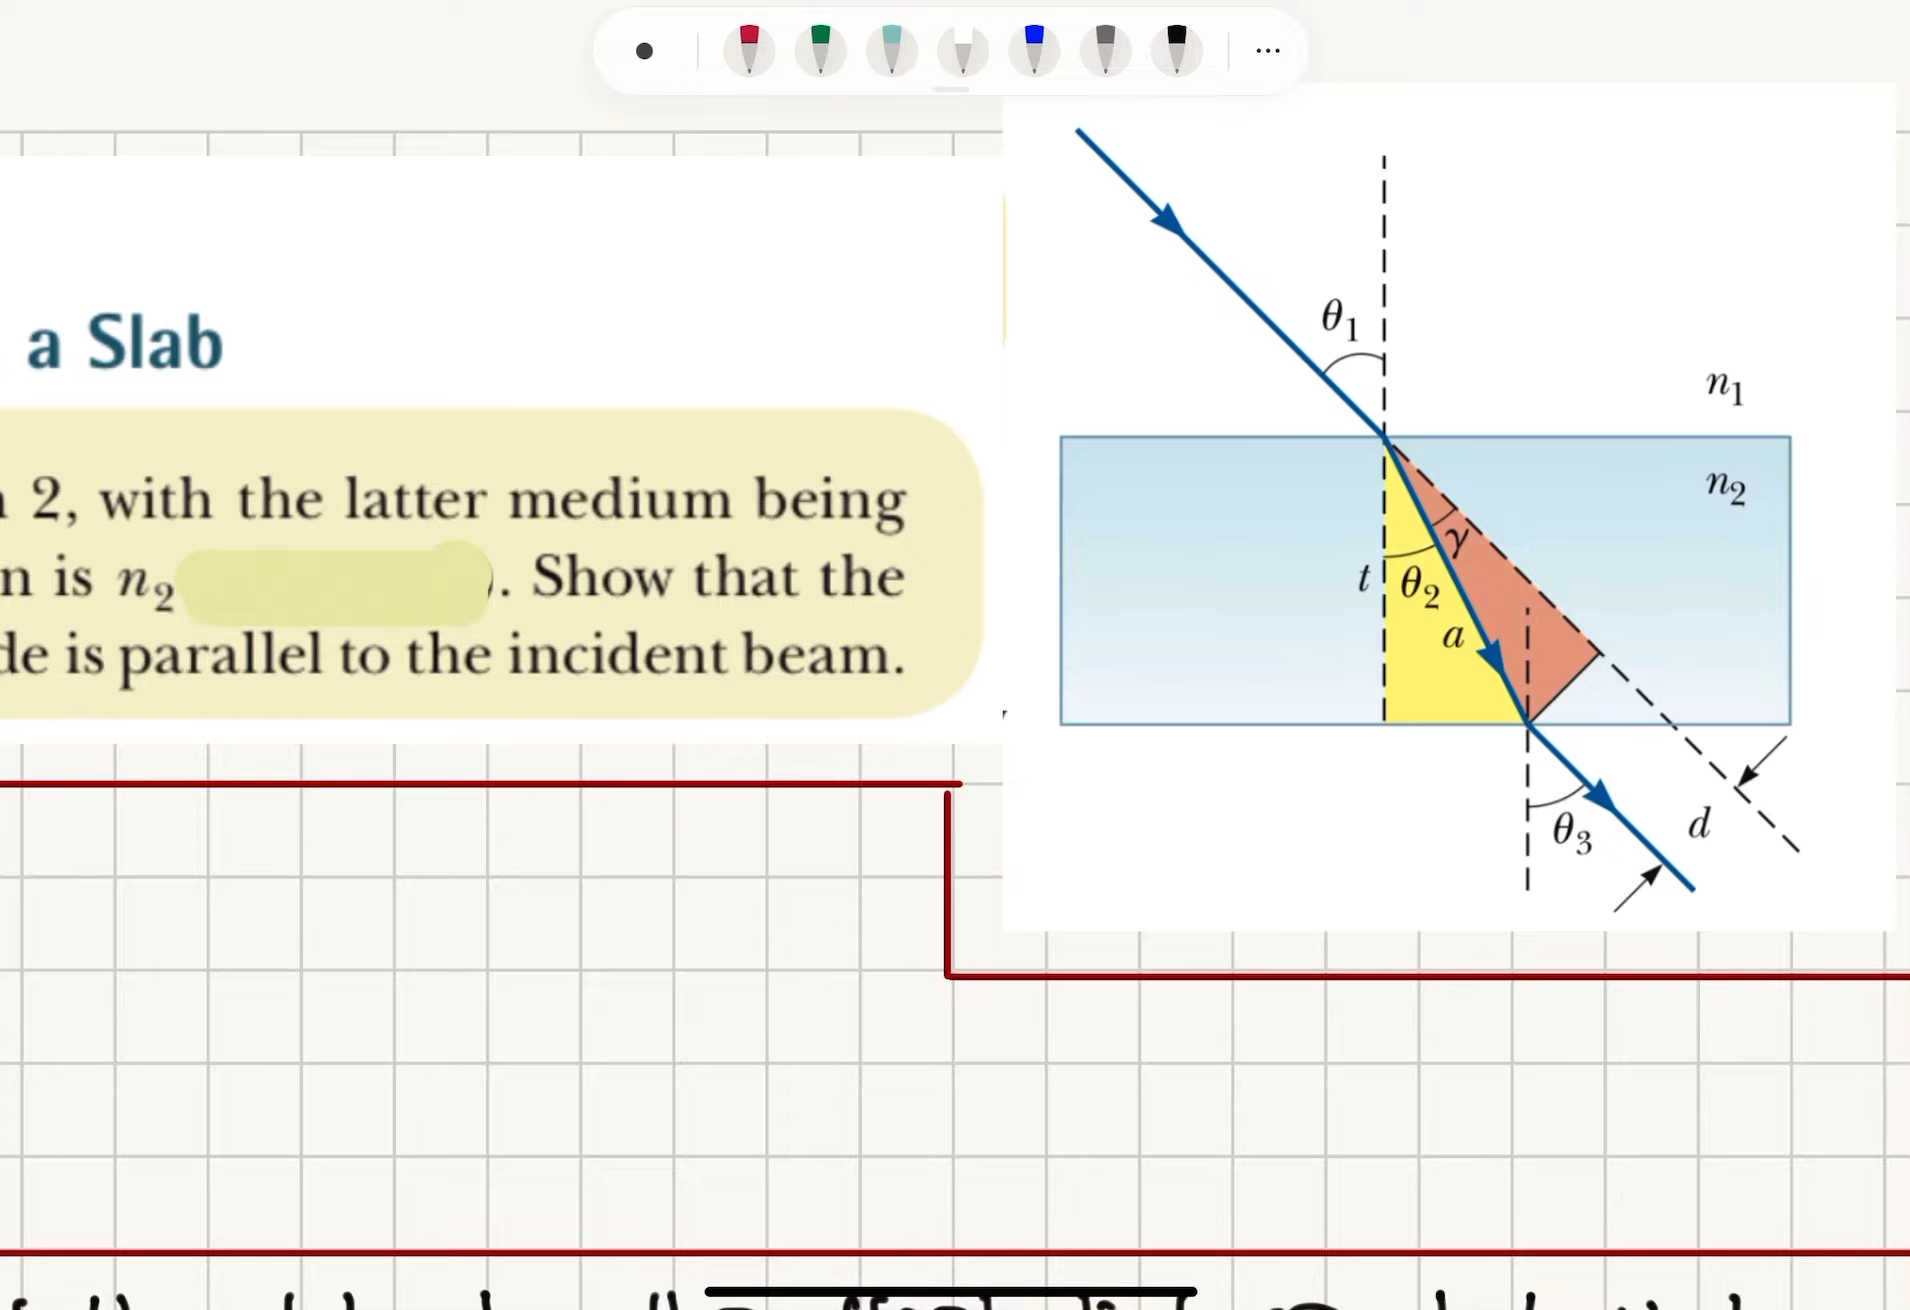 a Slab
2, with the latter medium being
is n₂ ). Show that the
is parallel to the incident beam.
θ₁
n₁
n₂
γ
t
θ₂
a
θ₃
d